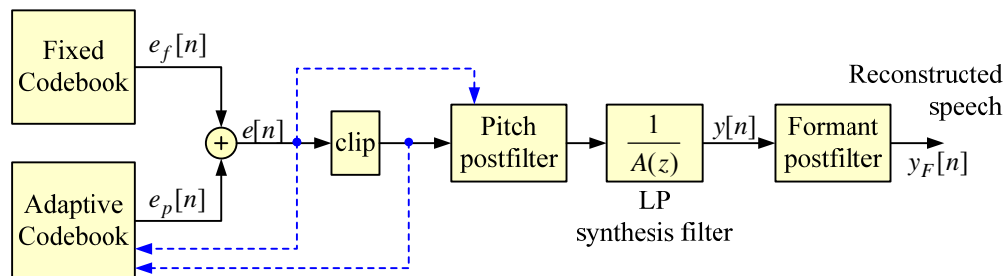 Fixed
Codebook
e_f[n]
Adaptive
Codebook
e_p[n]
+
e[n]
clip
Pitch
postfilter
1
A(z)
LP
synthesis filter
y[n]
Formant
postfilter
Reconstructed
speech
y_F[n]